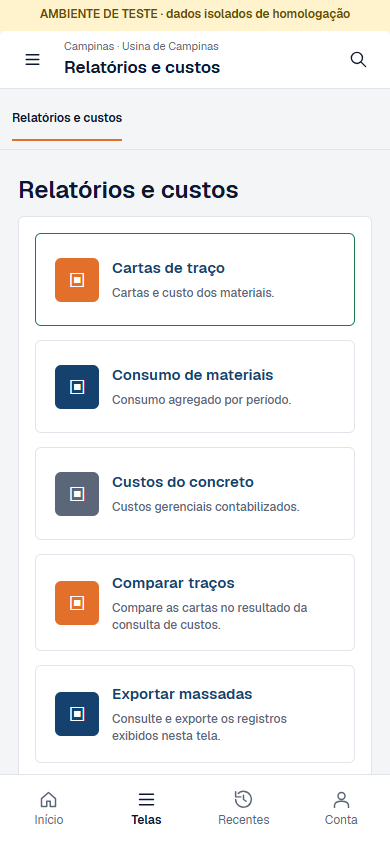 AMBIENTE DE TESTE · dados isolados de homologação
Campinas · Usina de Campinas
Relatórios e custos
Relatórios e custos
Relatórios e custos
Cartas de traço
Cartas e custo dos materiais.
Consumo de materiais
Consumo agregado por período.
Custos do concreto
Custos gerenciais contabilizados.
Comparar traços
Compare as cartas no resultado da
consulta de custos.
Exportar massadas
Consulte e exporte os registros
exibidos nesta tela.
Início
Telas
Recentes
Conta